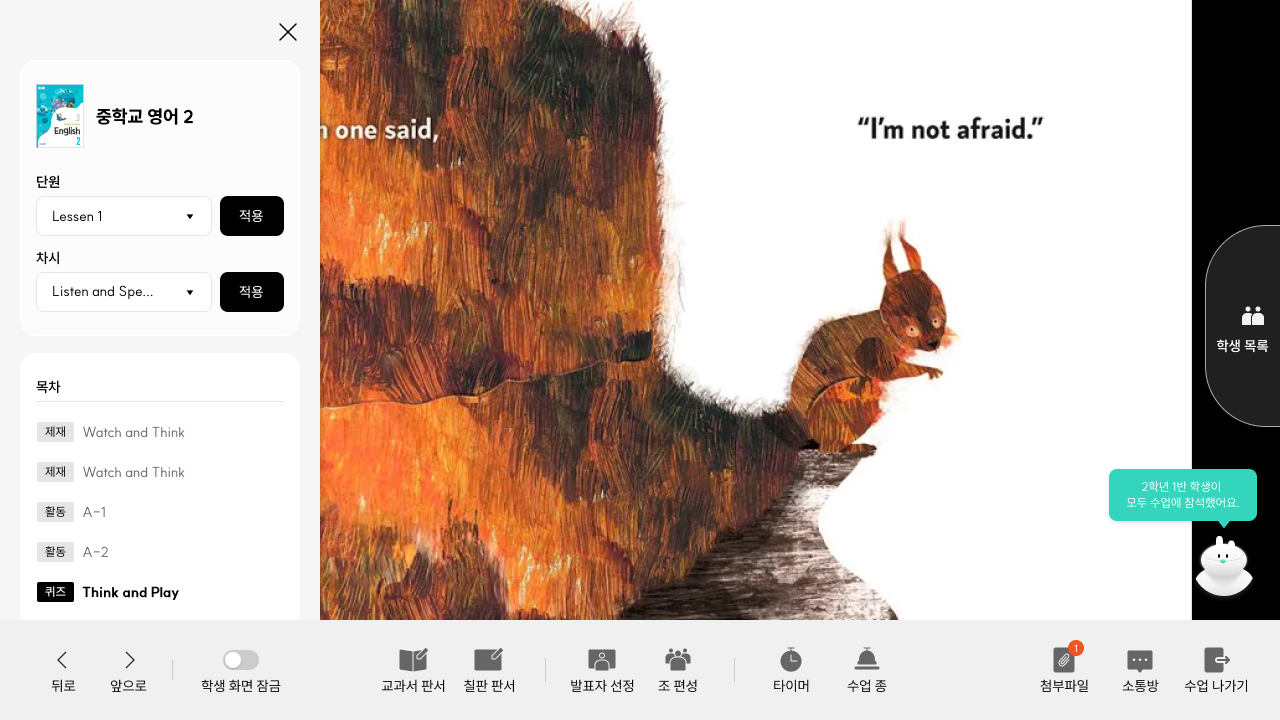 중학교 영어 2
English
2
단원
Lessen 1
적용
차시
Listen and Spe...
적용
목차
제재 Watch and Think
제재 Watch and Think
활동 A-1
활동 A-2
퀴즈 Think and Play
one said,
“I’m not afraid.”
학생 목록
2학년 1반 학생이
모두 수업에 참석했어요.
뒤로
앞으로
학생 화면 잠금
교과서 판서
칠판 판서
발표자 선정
조 편성
타이머
수업 종
1
첨부파일
소통방
수업 나가기